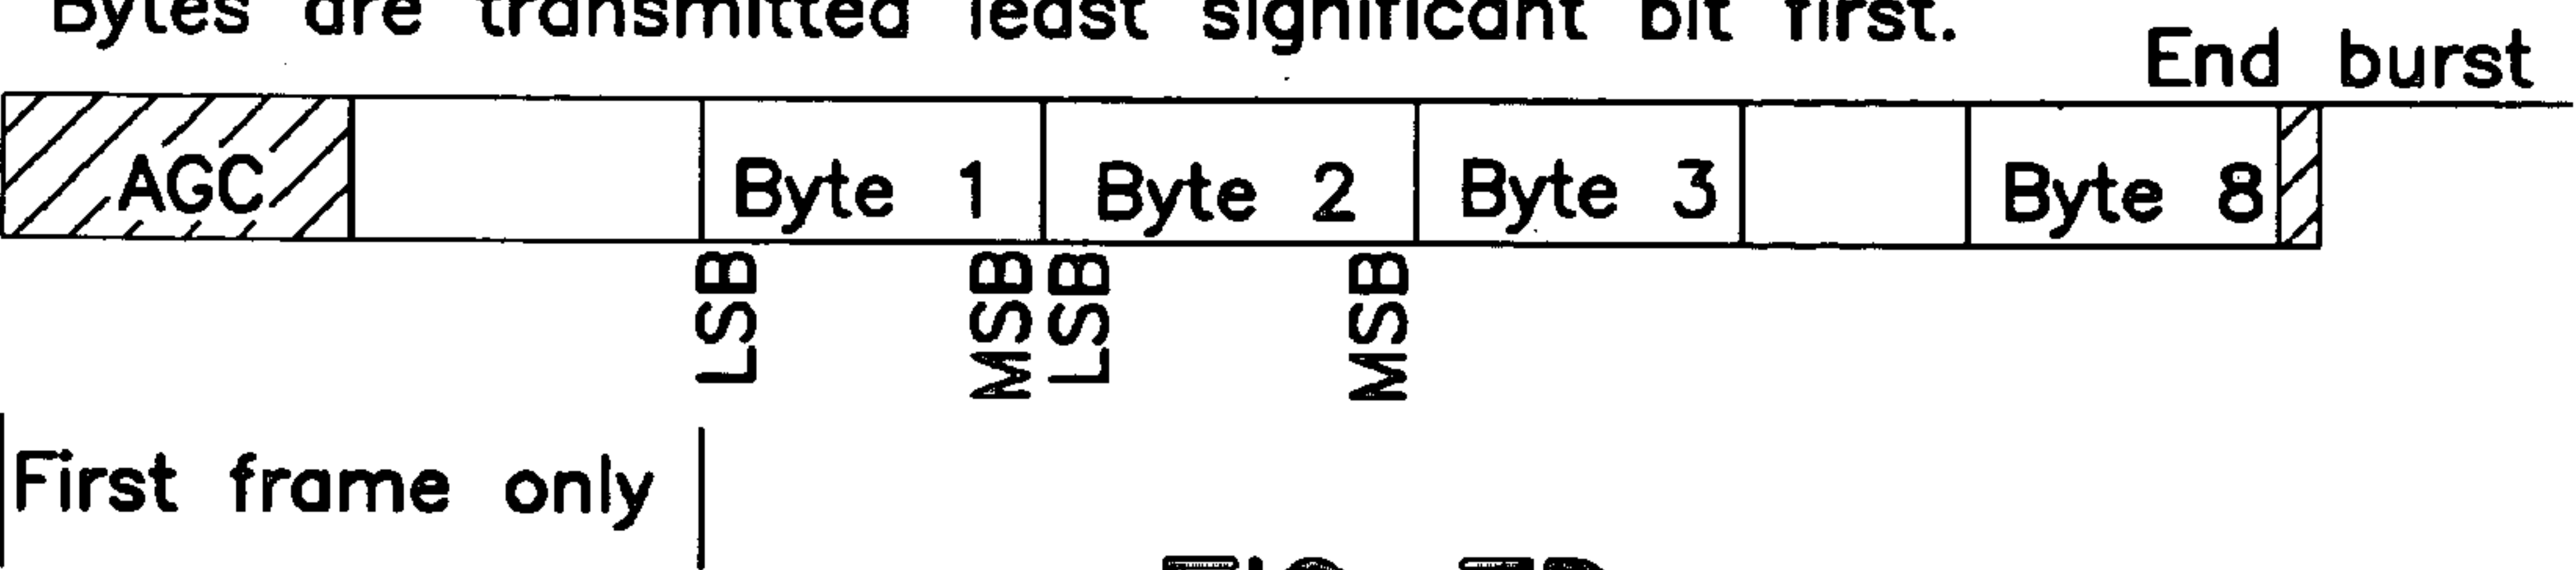 Bytes are transmitted least significant bit first.
End burst
AGC Byte 1 Byte 2 Byte 3 Byte 8
LSB MSB LSB MSB
First frame only